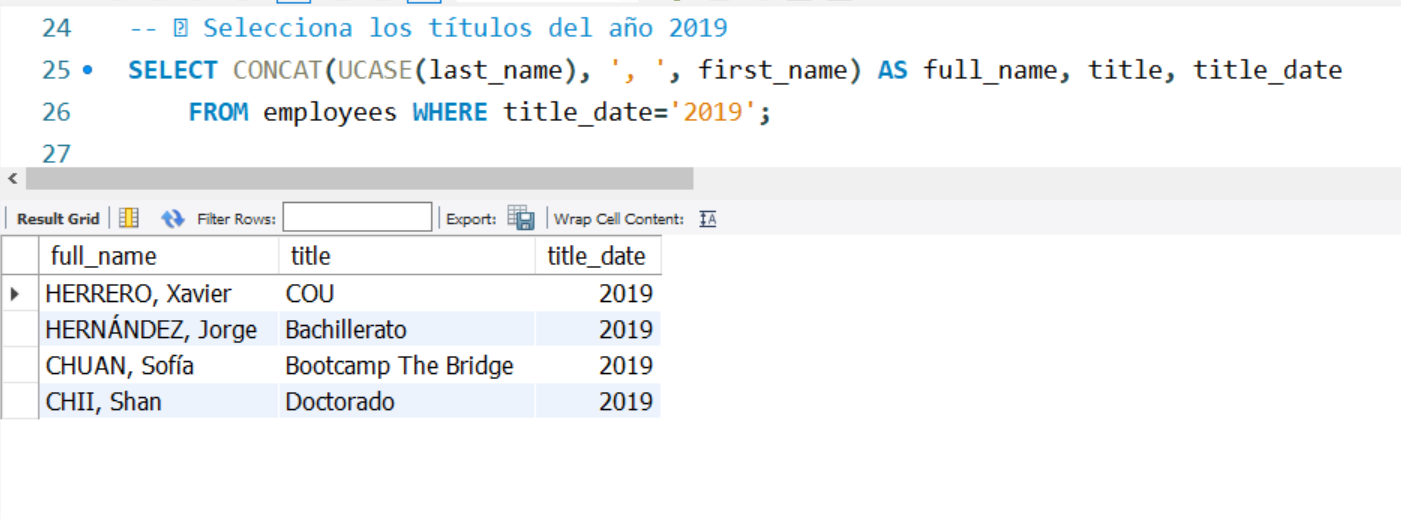 24 -- Selecciona los títulos del año 2019
25 SELECT CONCAT(UCASE(last_name), ', ', first_name) AS full_name, title, title_date
26 FROM employees WHERE title_date='2019';
27
Result Grid Filter Rows: Export: Wrap Cell Content: IA
full_name title title_date
HERRERO, Xavier COU 2019
HERNÁNDEZ, Jorge Bachillerato 2019
CHUAN, Sofía Bootcamp The Bridge 2019
CHII, Shan Doctorado 2019